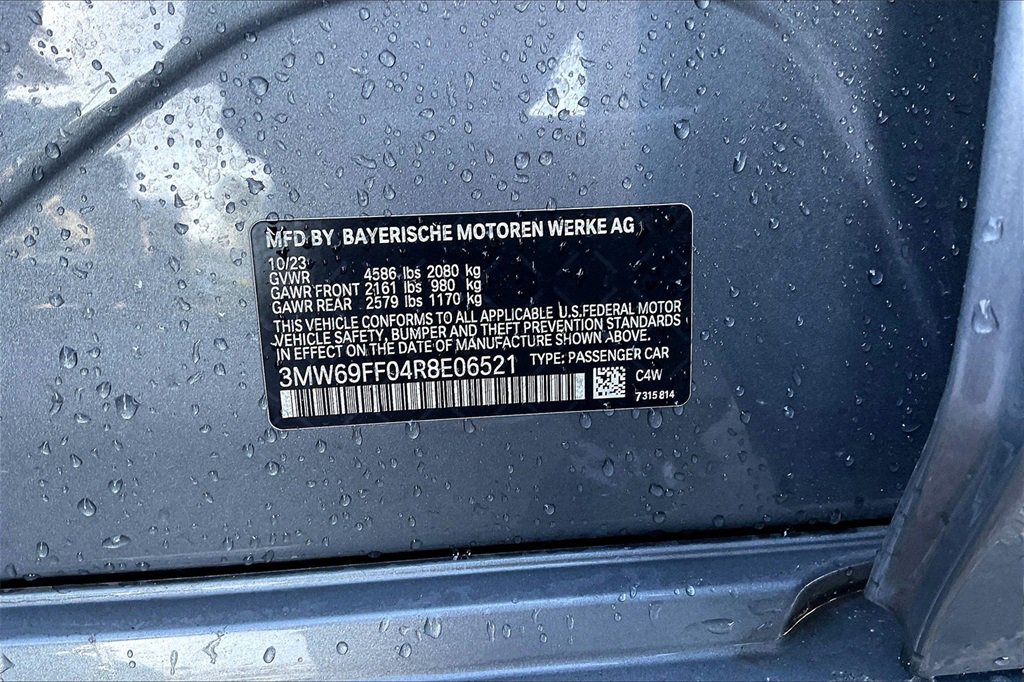 MFD BY BAYERISCHE MOTOREN WERKE AG
10/23
GVWR 4586 lbs 2080 kg
GAWR FRONT 2161 lbs 980 kg
GAWR REAR 2579 lbs 1170 kg
THIS VEHICLE CONFORMS TO ALL APPLICABLE U.S.FEDERAL MOTOR
VEHICLE SAFETY, BUMPER AND THEFT PREVENTION STANDARDS
IN EFFECT ON THE DATE OF MANUFACTURE SHOWN ABOVE.
3MW69FF04R8E06521 TYPE: PASSENGER CAR
C4W
7315814